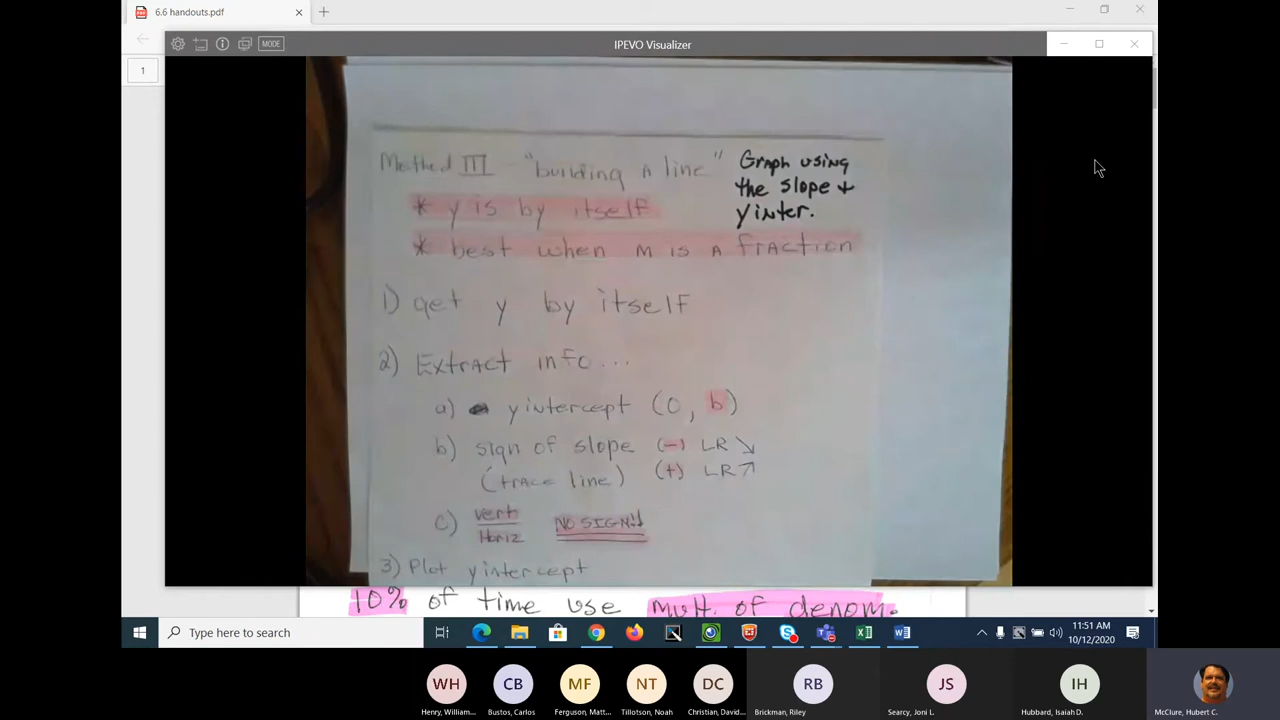 6.6 handouts.pdf
MODE
IPEVO Visualizer
1
Method III - "building A line"
Graph using
the slope +
y inter.
* y is by itself
* best when m is A fraction
1) get y by itself
2) Extract info...
a) y intercept (0, b)
b) sign of slope (-) LR ↘
(trace line) (+) LR ↗
c) vert
Horiz
NO SIGN!!
3) Plot y intercept
10% of time use mult. of denom.
Type here to search
11:51 AM
10/12/2020
WH
CB
MF
NT
DC
RB
JS
IH
Henry, William...
Bustos, Carlos
Ferguson, Matt...
Tillotson, Noah
Christian, David...
Brickman, Riley
Searcy, Joni L.
Hubbard, Isaiah D.
McClure, Hubert C.